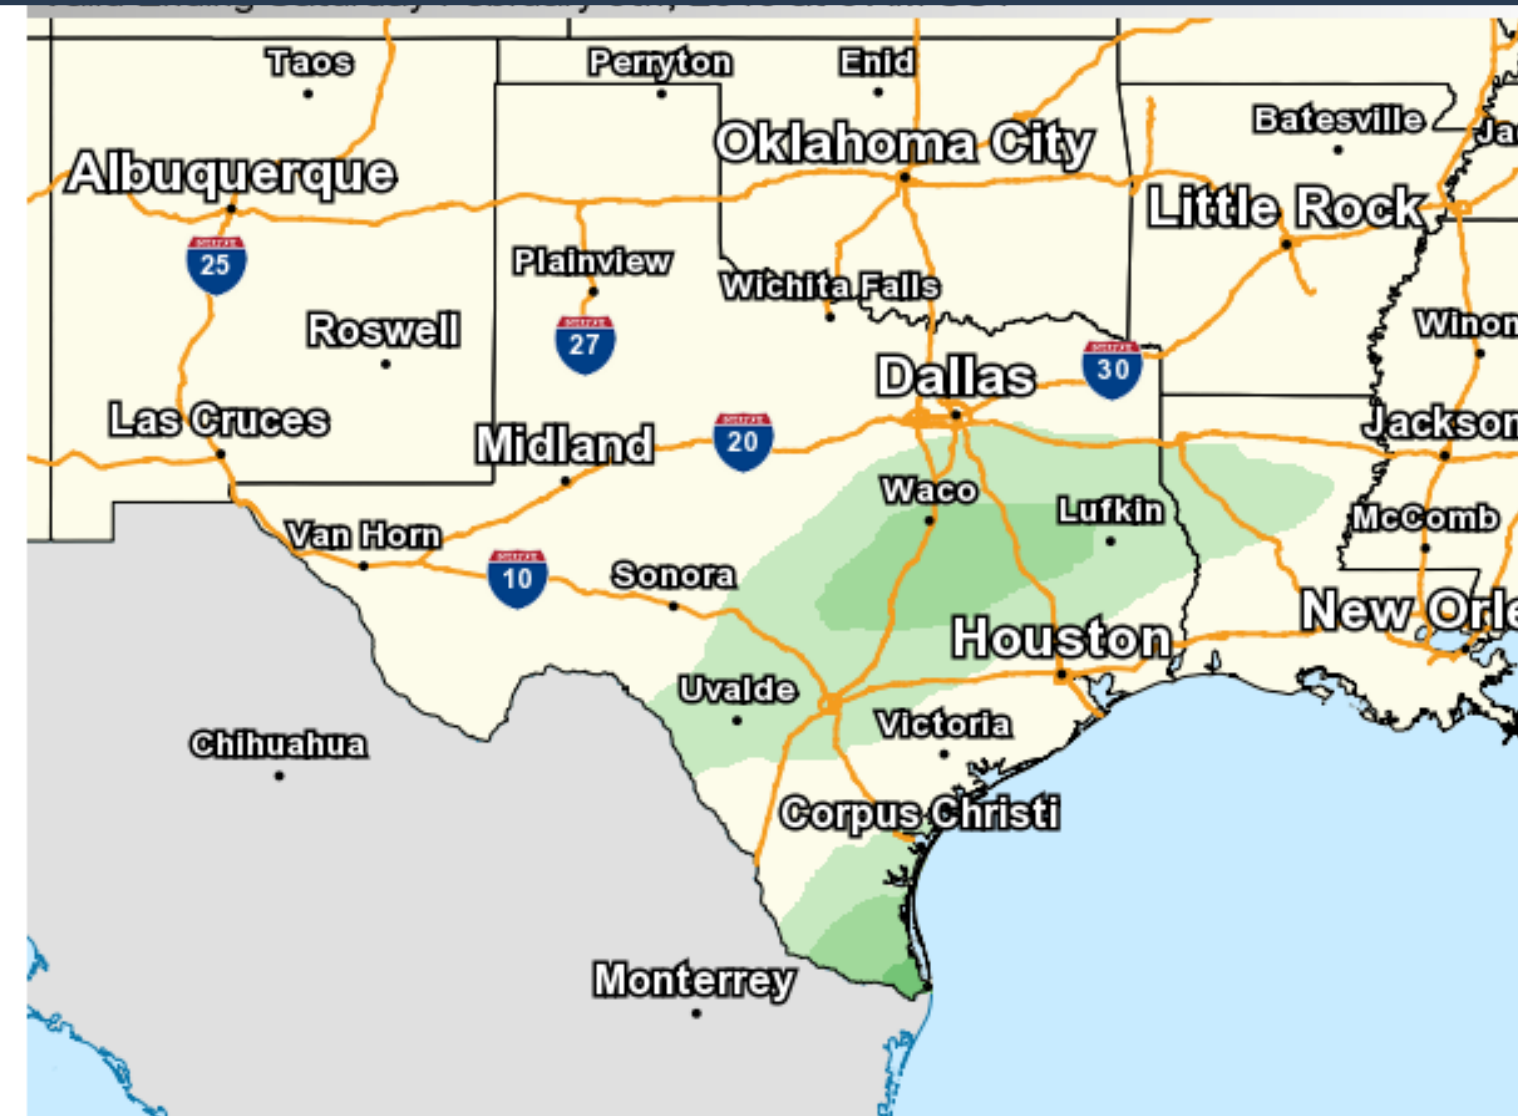 Taos
Perryton
Enid
Batesville
Oklahoma City
Albuquerque
Little Rock
25
Plainview
Wichita Falls
Roswell
27
Dallas
30
Las Cruces
Midland
20
Jackson
Waco
Lufkin
McComb
Van Horn
10
Sonora
New Orle
Houston
Uvalde
Victoria
Chihuahua
Corpus Christi
Monterrey